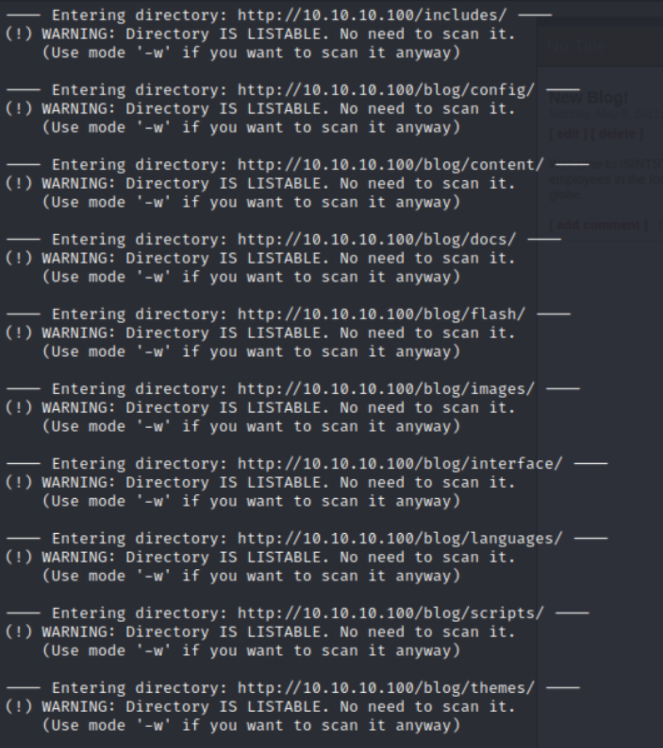 —— Entering directory: http://10.10.10.100/includes/ ——
(!) WARNING: Directory IS LISTABLE. No need to scan it.
(Use mode '-w' if you want to scan it anyway)
—— Entering directory: http://10.10.10.100/blog/config/ ——
(!) WARNING: Directory IS LISTABLE. No need to scan it.
(Use mode '-w' if you want to scan it anyway)
—— Entering directory: http://10.10.10.100/blog/content/ ——
(!) WARNING: Directory IS LISTABLE. No need to scan it.
(Use mode '-w' if you want to scan it anyway)
—— Entering directory: http://10.10.10.100/blog/docs/ ——
(!) WARNING: Directory IS LISTABLE. No need to scan it.
(Use mode '-w' if you want to scan it anyway)
—— Entering directory: http://10.10.10.100/blog/flash/ ——
(!) WARNING: Directory IS LISTABLE. No need to scan it.
(Use mode '-w' if you want to scan it anyway)
—— Entering directory: http://10.10.10.100/blog/images/ ——
(!) WARNING: Directory IS LISTABLE. No need to scan it.
(Use mode '-w' if you want to scan it anyway)
—— Entering directory: http://10.10.10.100/blog/interface/ ——
(!) WARNING: Directory IS LISTABLE. No need to scan it.
(Use mode '-w' if you want to scan it anyway)
—— Entering directory: http://10.10.10.100/blog/languages/ ——
(!) WARNING: Directory IS LISTABLE. No need to scan it.
(Use mode '-w' if you want to scan it anyway)
—— Entering directory: http://10.10.10.100/blog/scripts/ ——
(!) WARNING: Directory IS LISTABLE. No need to scan it.
(Use mode '-w' if you want to scan it anyway)
—— Entering directory: http://10.10.10.100/blog/themes/ ——
(!) WARNING: Directory IS LISTABLE. No need to scan it.
(Use mode '-w' if you want to scan it anyway)
New Blog!
[ edit ] [ delete ]
employees in the
globe.
[ add comment ]